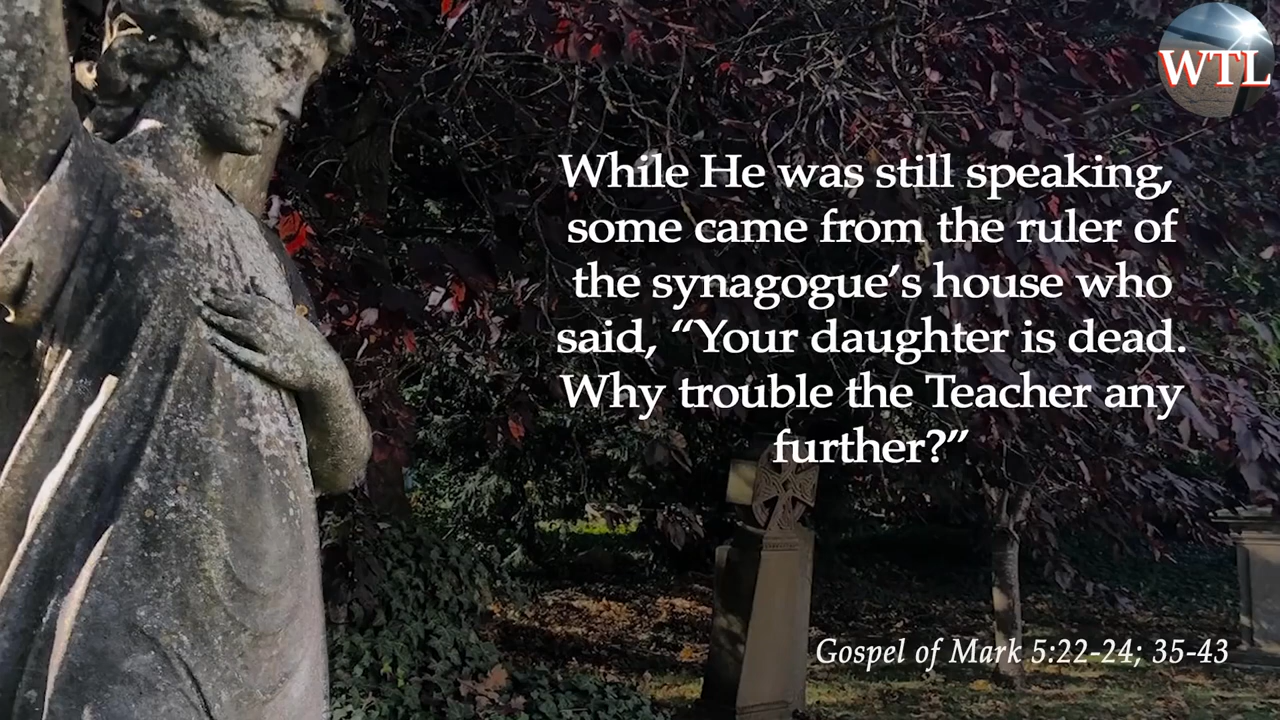 WTL
While He was still speaking,
some came from the ruler of
the synagogue’s house who
said, “Your daughter is dead.
Why trouble the Teacher any
further?”
Gospel of Mark 5:22-24; 35-43